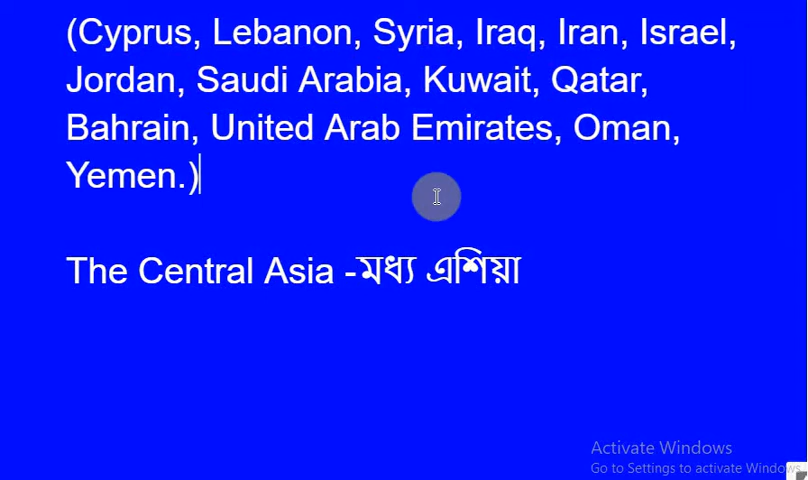 (Cyprus, Lebanon, Syria, Iraq, Iran, Israel,
Jordan, Saudi Arabia, Kuwait, Qatar,
Bahrain, United Arab Emirates, Oman,
Yemen.)
The Central Asia -মধ্য এশিয়া
Activate Windows
Go to Settings to activate Windows.